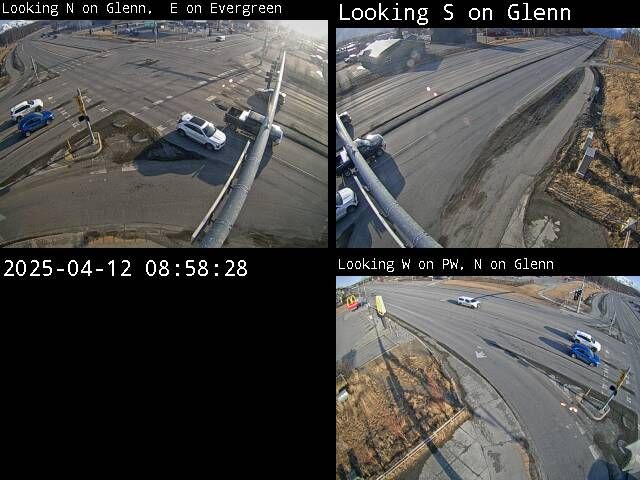 Looking N on Glenn,  E on Evergreen
Looking S on Glenn
2025-04-12 08:58:28
Looking W on PW, N on Glenn